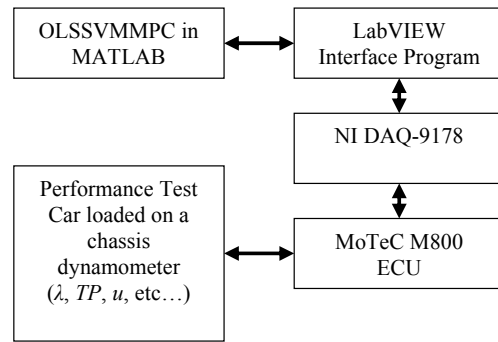 OLSSVMMPC in
MATLAB
LabVIEW
Interface Program
NI DAQ-9178
Performance Test
Car loaded on a
chassis
dynamometer
(λ, TP, u, etc…)
MoTeC M800
ECU